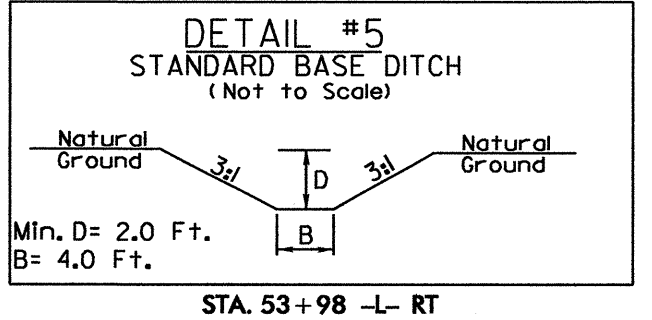 DETAIL #5
STANDARD BASE DITCH
(Not to Scale)
Natural
Ground
3:1
D
3:1
Natural
Ground
Min. D= 2.0 Ft.
B
B= 4.0 Ft.
STA. 53+98 -L- RT